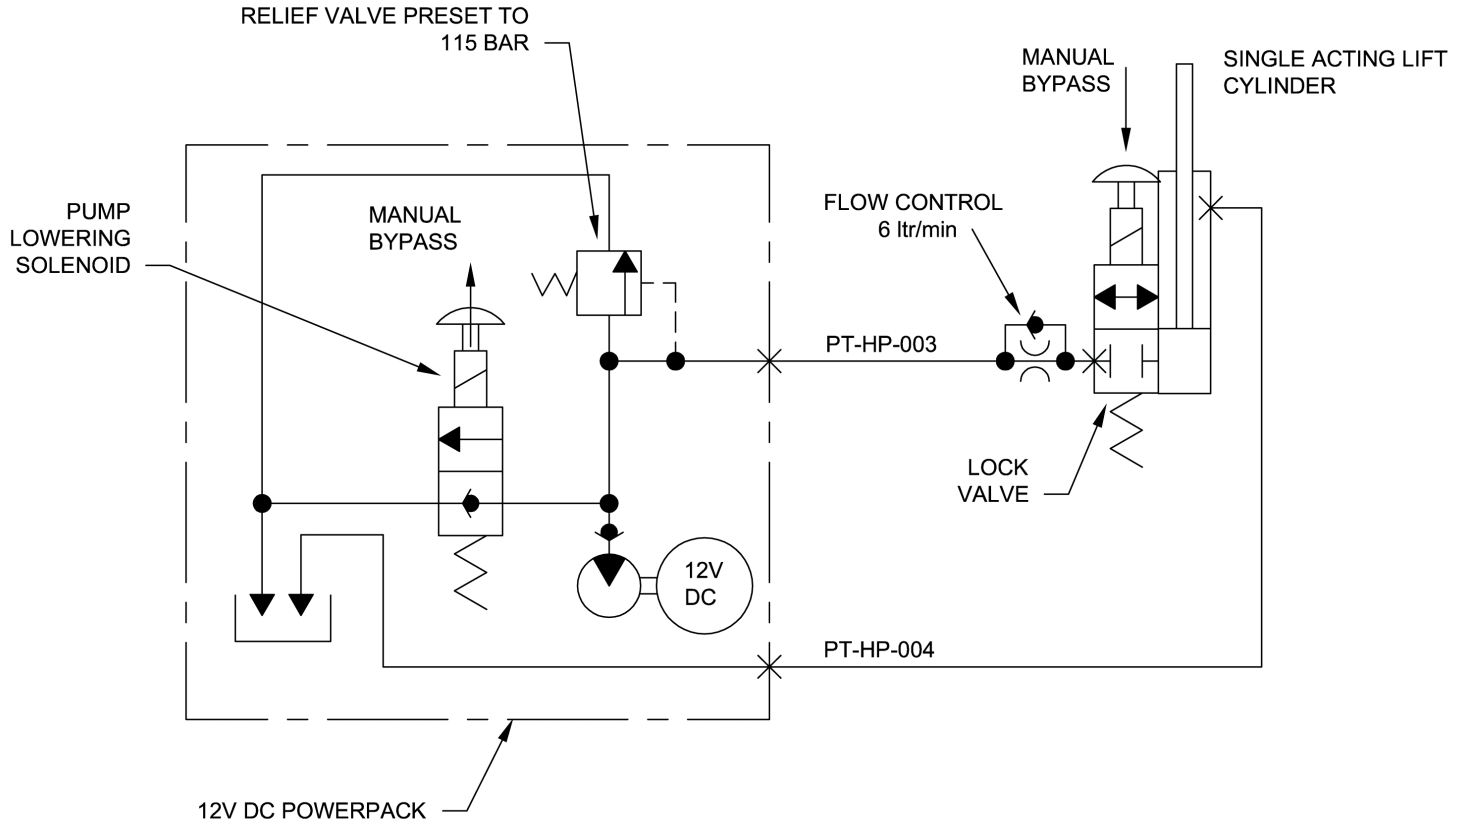 RELIEF VALVE PRESET TO
115 BAR
MANUAL
BYPASS
SINGLE ACTING LIFT
CYLINDER
PUMP
LOWERING
SOLENOID
MANUAL
BYPASS
FLOW CONTROL
6 ltr/min
PT-HP-003
LOCK
VALVE
12V
DC
PT-HP-004
12V DC POWERPACK